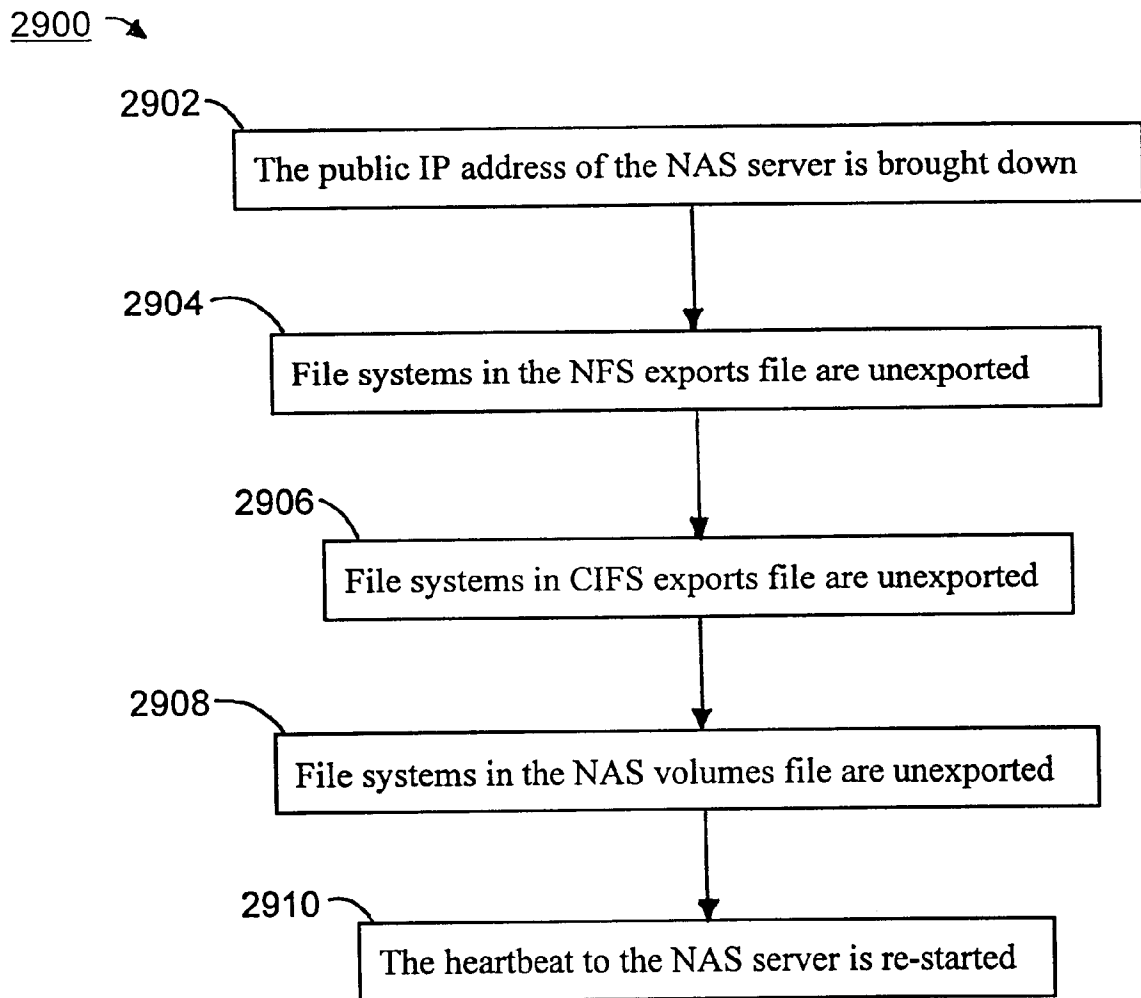 2900
2902
The public IP address of the NAS server is brought down
2904
File systems in the NFS exports file are unexported
2906
File systems in CIFS exports file are unexported
2908
File systems in the NAS volumes file are unexported
2910
The heartbeat to the NAS server is re-started